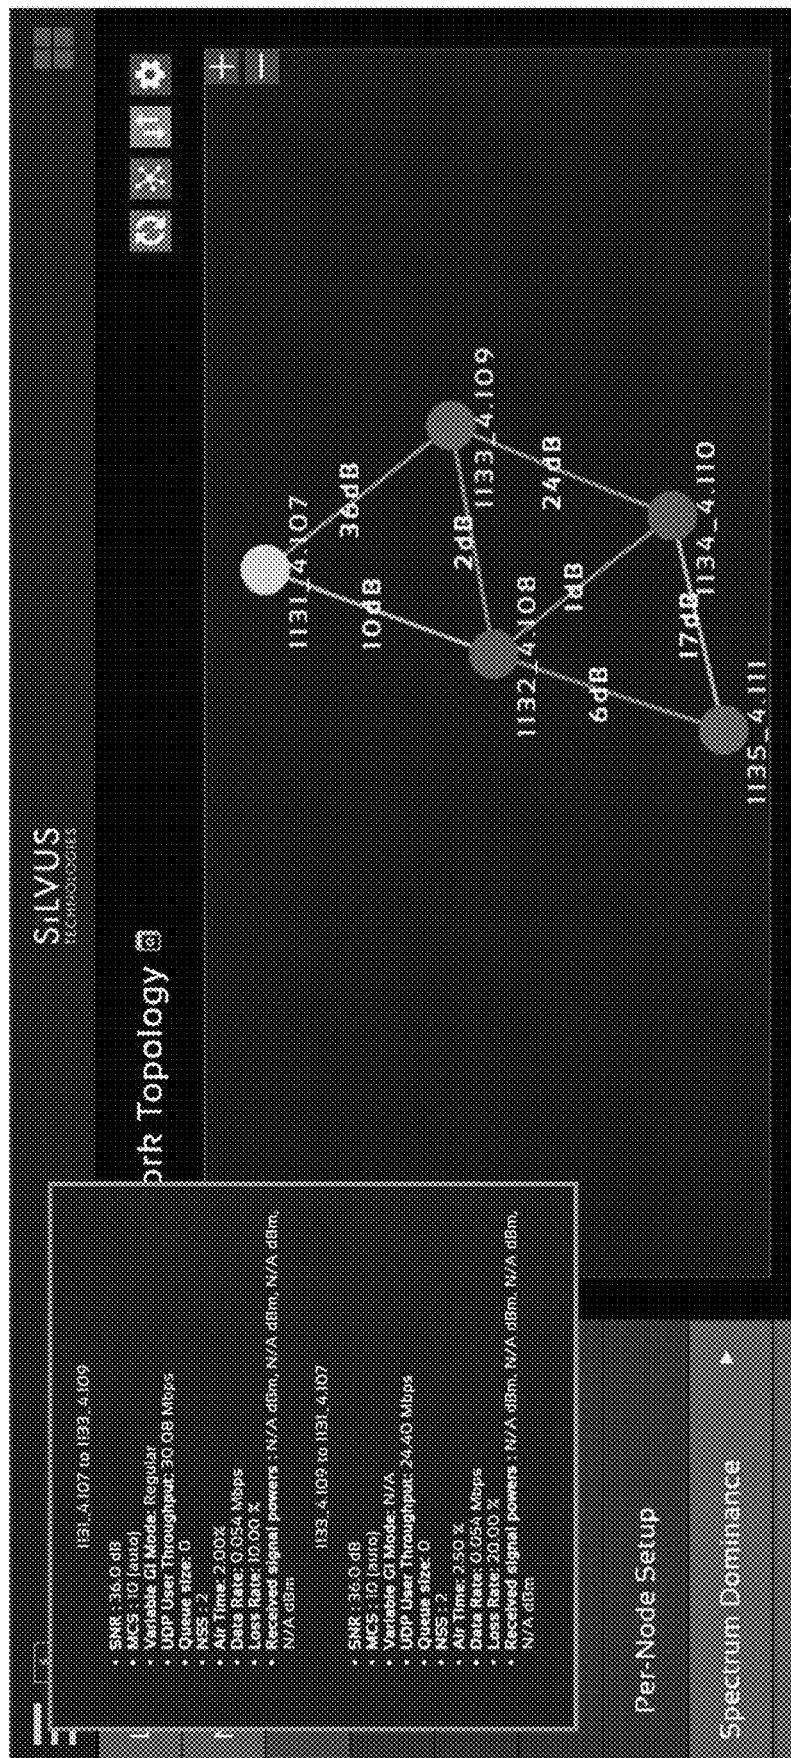 SiLVUS
TECHNOLOGIES
ork Topology
1131_4.107 to 1133_4.109
• SNR : 36.0 dB
• MCS : 10 (auto)
• Variable GI Mode: Regular
• UDP User Throughput: 30.08 Mbps
• Queue size: 0
• NSS : 2
• Air Time: 2.00%
• Data Rate: 0.054 Mbps
• Loss Rate: 10.00 %
• Received signal powers : N/A dBm, N/A dBm, N/A dBm,
N/A dBm
1133_4.109 to 1131_4.107
• SNR : 36.0 dB
• MCS : 10 (auto)
• Variable GI Mode: N/A
• UDP User Throughput: 24.40 Mbps
• Queue size: 0
• NSS : 2
• Air Time: 2.50 %
• Data Rate: 0.054 Mbps
• Loss Rate: 20.00 %
• Received signal powers : N/A dBm, N/A dBm, N/A dBm,
N/A dBm
Per-Node Setup
Spectrum Dominance
+
−
1131_4.107
36dB
10dB
1133_4.109
2dB
1132_4.108
24dB
1dB
6dB
1134_4.110
17dB
1135_4.111